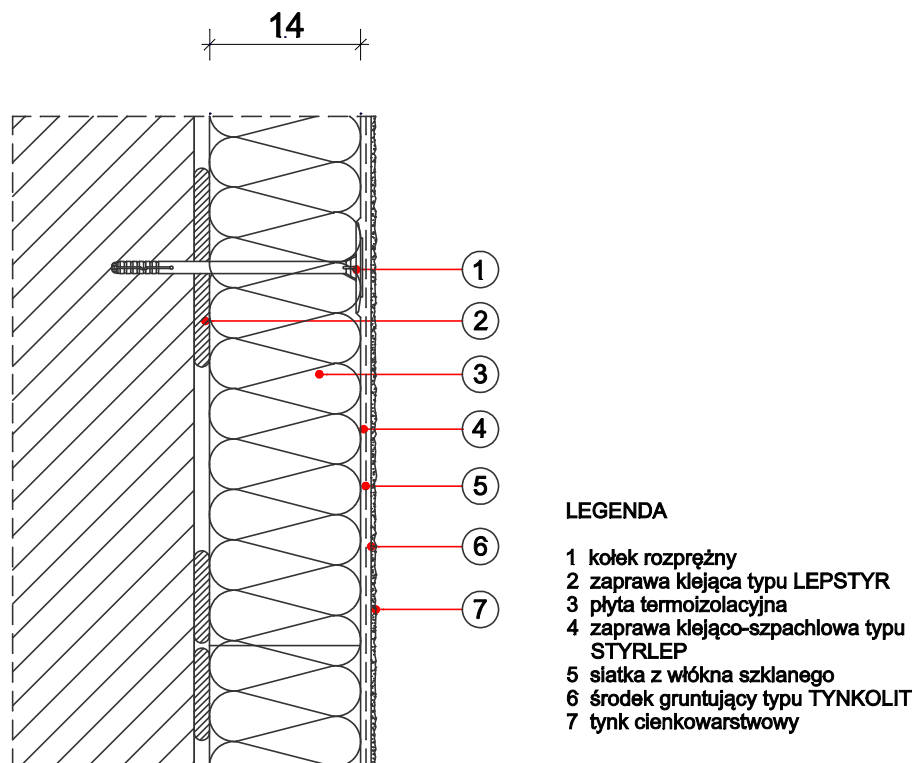 14
1
2
3
4
5
6
7
LEGENDA
1 kołek rozprężny
2 zaprawa klejąca typu LEPSTYR
3 płyta termoizolacyjna
4 zaprawa klejąco-szpachlowa typu
STYRLEP
5 siatka z włókna szklanego
6 środek gruntujący typu TYNKOLIT
7 tynk cienkowarstwowy